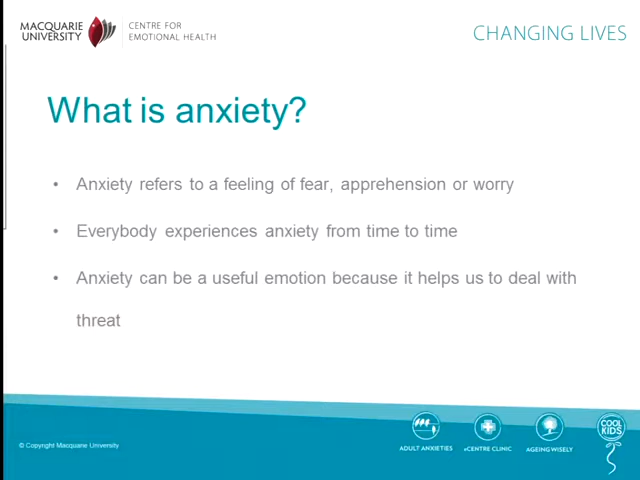 MACQUARIE
UNIVERSITY
CENTRE FOR
EMOTIONAL HEALTH
CHANGING LIVES
What is anxiety?
• Anxiety refers to a feeling of fear, apprehension or worry
• Everybody experiences anxiety from time to time
• Anxiety can be a useful emotion because it helps us to deal with
threat
© Copyright Macquarie University
ADULT ANXIETIES
eCENTRE CLINIC
AGEING WISELY
COOL
KIDS